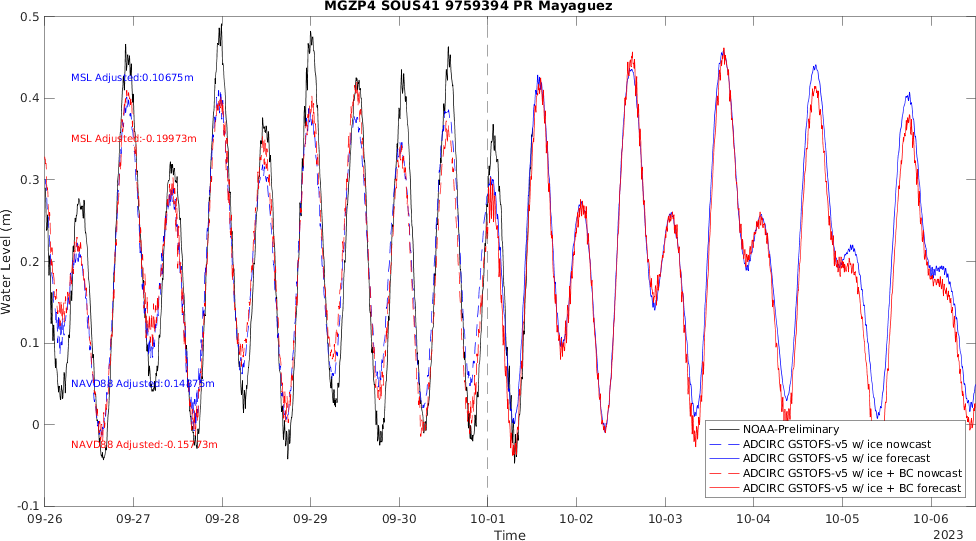 MGZP4 SOUS41 9759394 PR Mayaguez
0.5
0.4
0.3
0.2
0.1
0
-0.1
Water Level (m)
MSL Adjusted:0.10675m
MSL Adjusted:-0.19973m
NAVD88 Adjusted:0.14875m
NAVD88 Adjusted:-0.15773m
NOAA-Preliminary
ADCIRC GSTOFS-v5 w/ ice nowcast
ADCIRC GSTOFS-v5 w/ ice forecast
ADCIRC GSTOFS-v5 w/ ice + BC nowcast
ADCIRC GSTOFS-v5 w/ ice + BC forecast
09-26 09-27 09-28 09-29 09-30 10-01 10-02 10-03 10-04 10-05 10-06
2023
Time